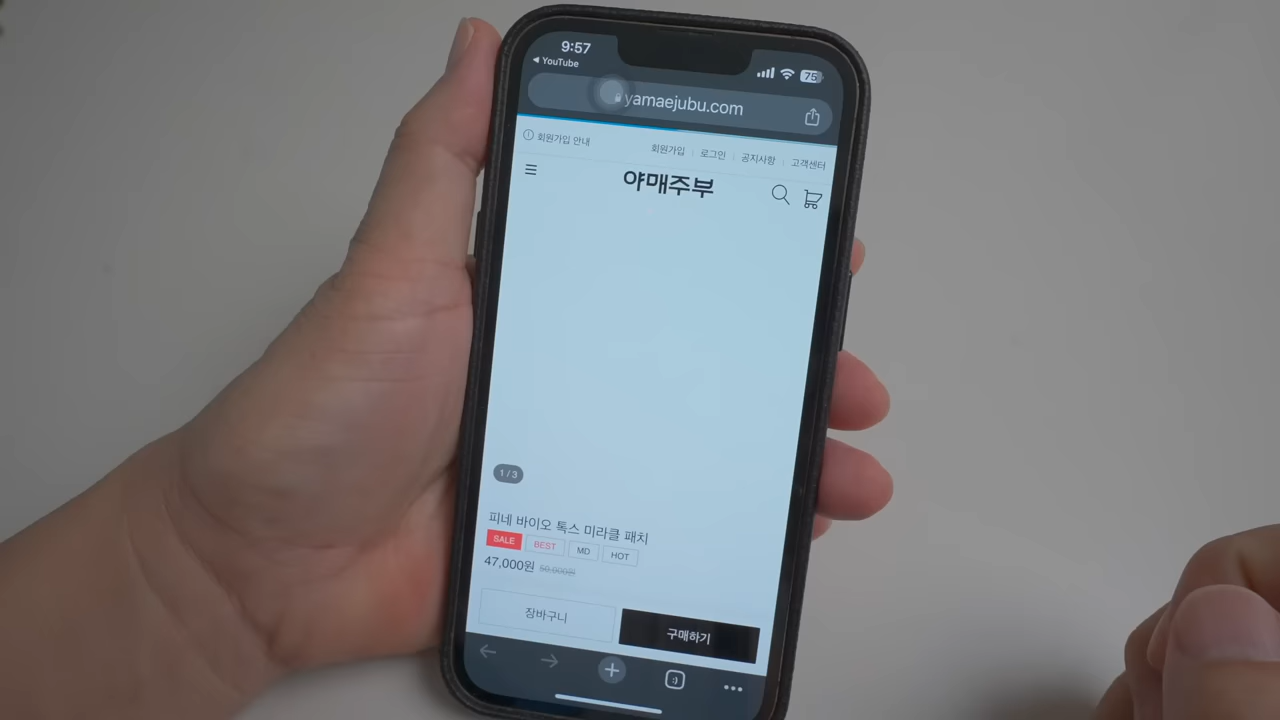 9:57
75
◀ YouTube
yamaejubu.com
회원가입 안내
회원가입 로그인 공지사항 고객센터
야매주부
1 / 3
피네 바이오 톡스 미라클 패치
SALE BEST MD HOT
47,000원
장바구니 구매하기
:)